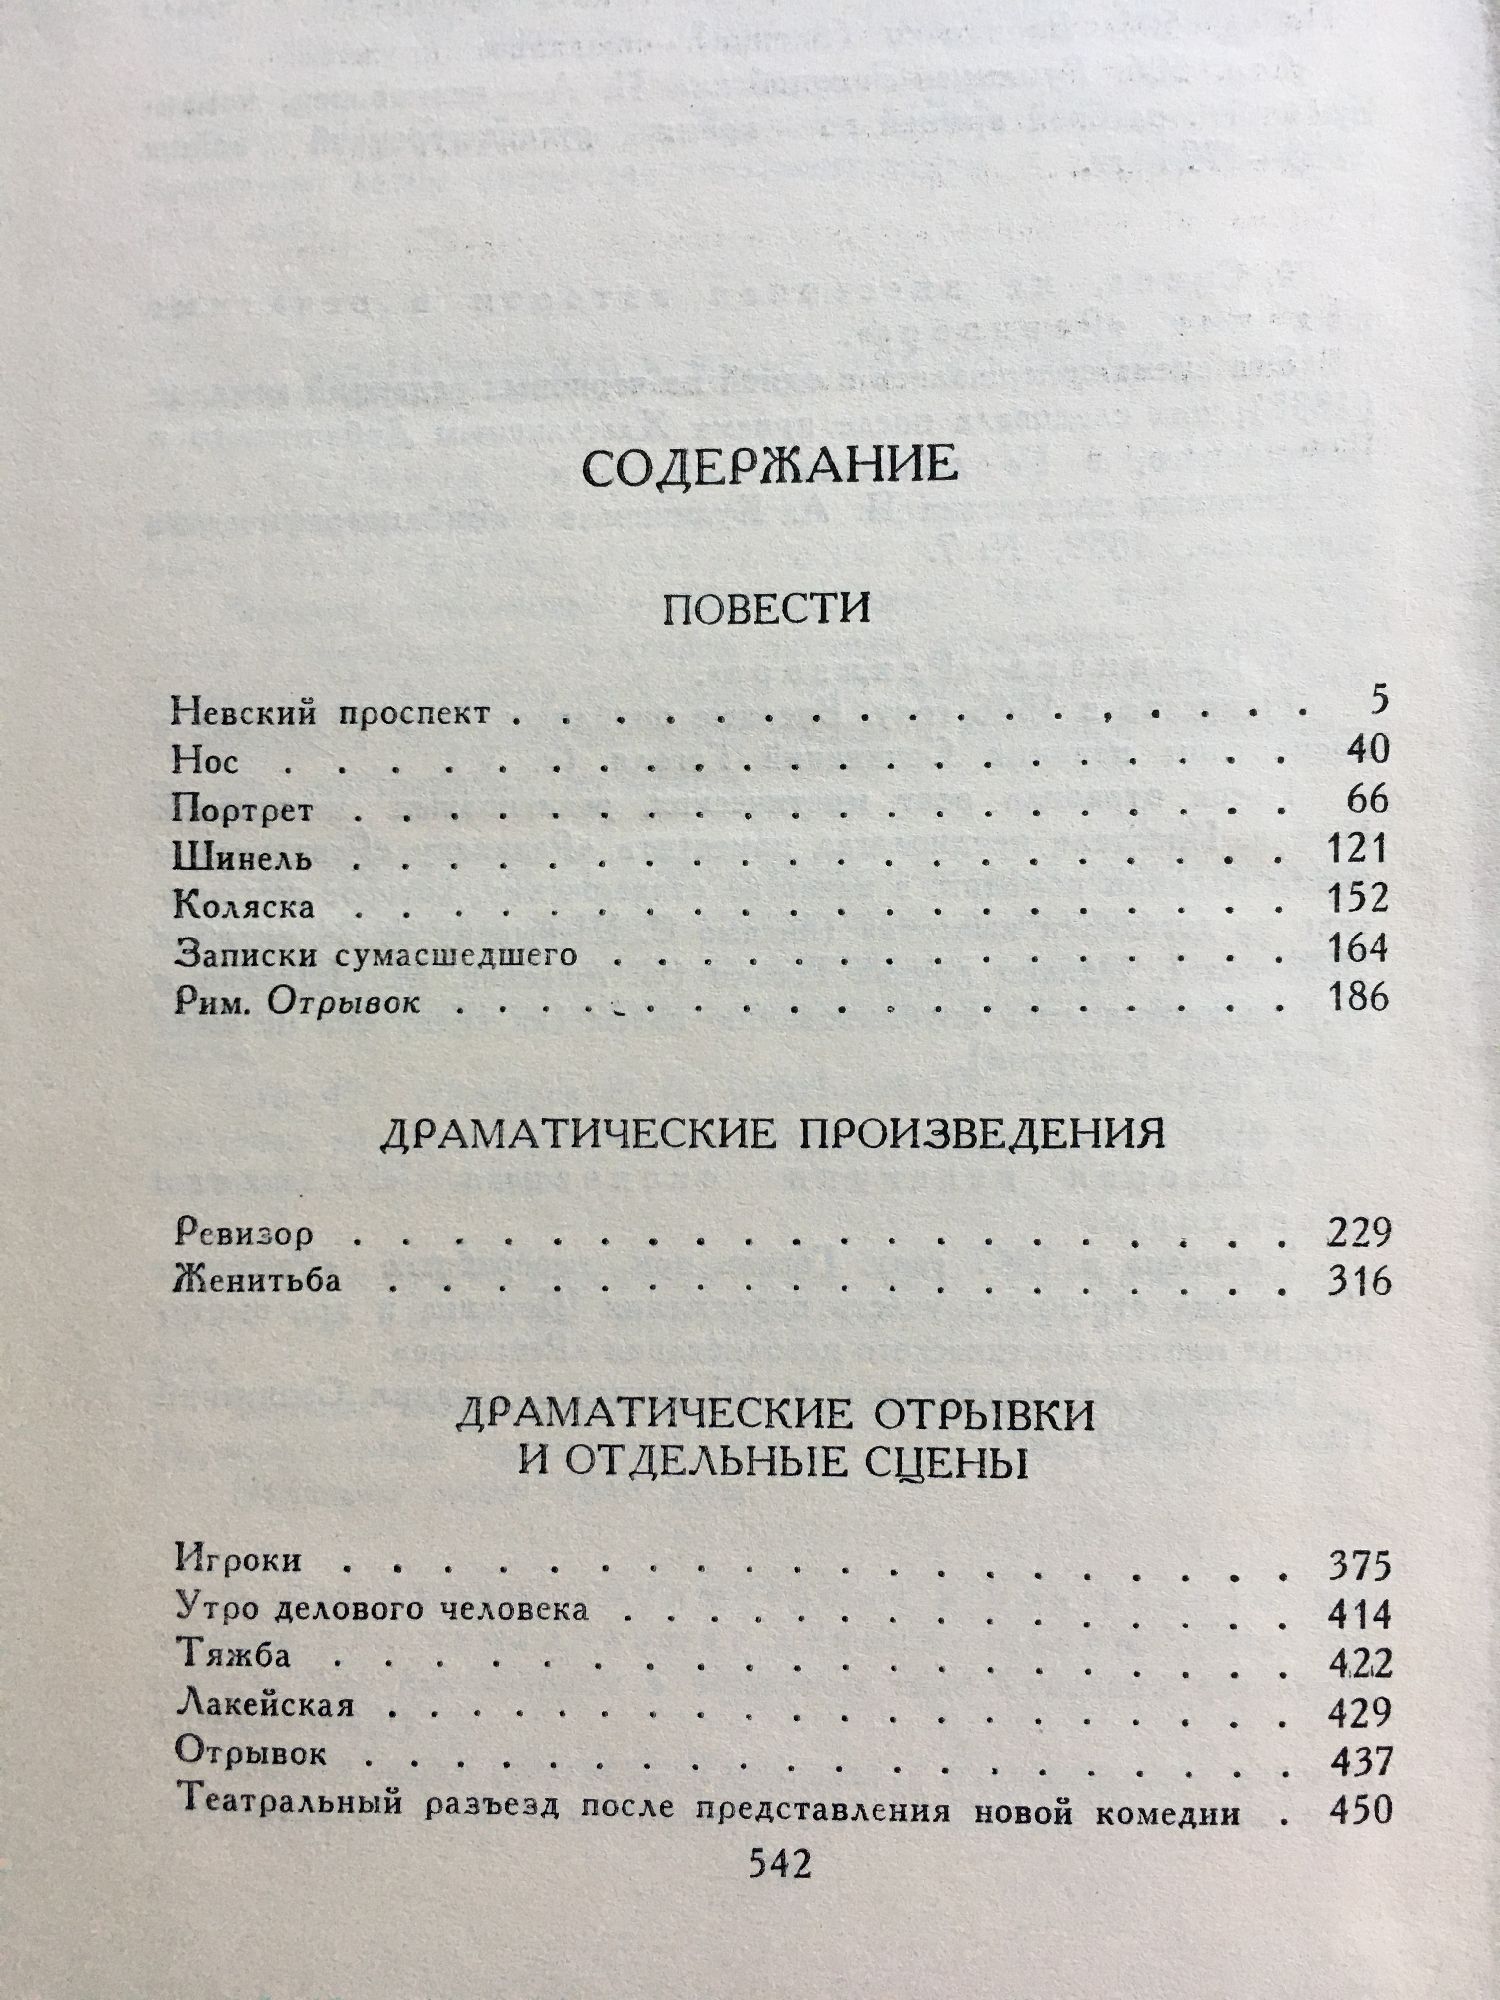 СОДЕРЖАНИЕ
ПОВЕСТИ
Невский проспект . . . . . . . . . . . . . . . . 5
Нос . . . . . . . . . . . . . . . . . . . . 40
Портрет . . . . . . . . . . . . . . . . . . 66
Шинель . . . . . . . . . . . . . . . . . . 121
Коляска . . . . . . . . . . . . . . . . . . 152
Записки сумасшедшего . . . . . . . . . . . . . 164
Рим. Отрывок . . . . . . . . . . . . . . . . 186
ДРАМАТИЧЕСКИЕ ПРОИЗВЕДЕНИЯ
Ревизор . . . . . . . . . . . . . . . . . . 229
Женитьба . . . . . . . . . . . . . . . . . . 316
ДРАМАТИЧЕСКИЕ ОТРЫВКИ
И ОТДЕЛЬНЫЕ СЦЕНЫ
Игроки . . . . . . . . . . . . . . . . . . 375
Утро делового человека . . . . . . . . . . . . . 414
Тяжба . . . . . . . . . . . . . . . . . . . 422
Лакейская . . . . . . . . . . . . . . . . . . 429
Отрывок . . . . . . . . . . . . . . . . . . 437
Театральный разъезд после представления новой комедии . 450
542